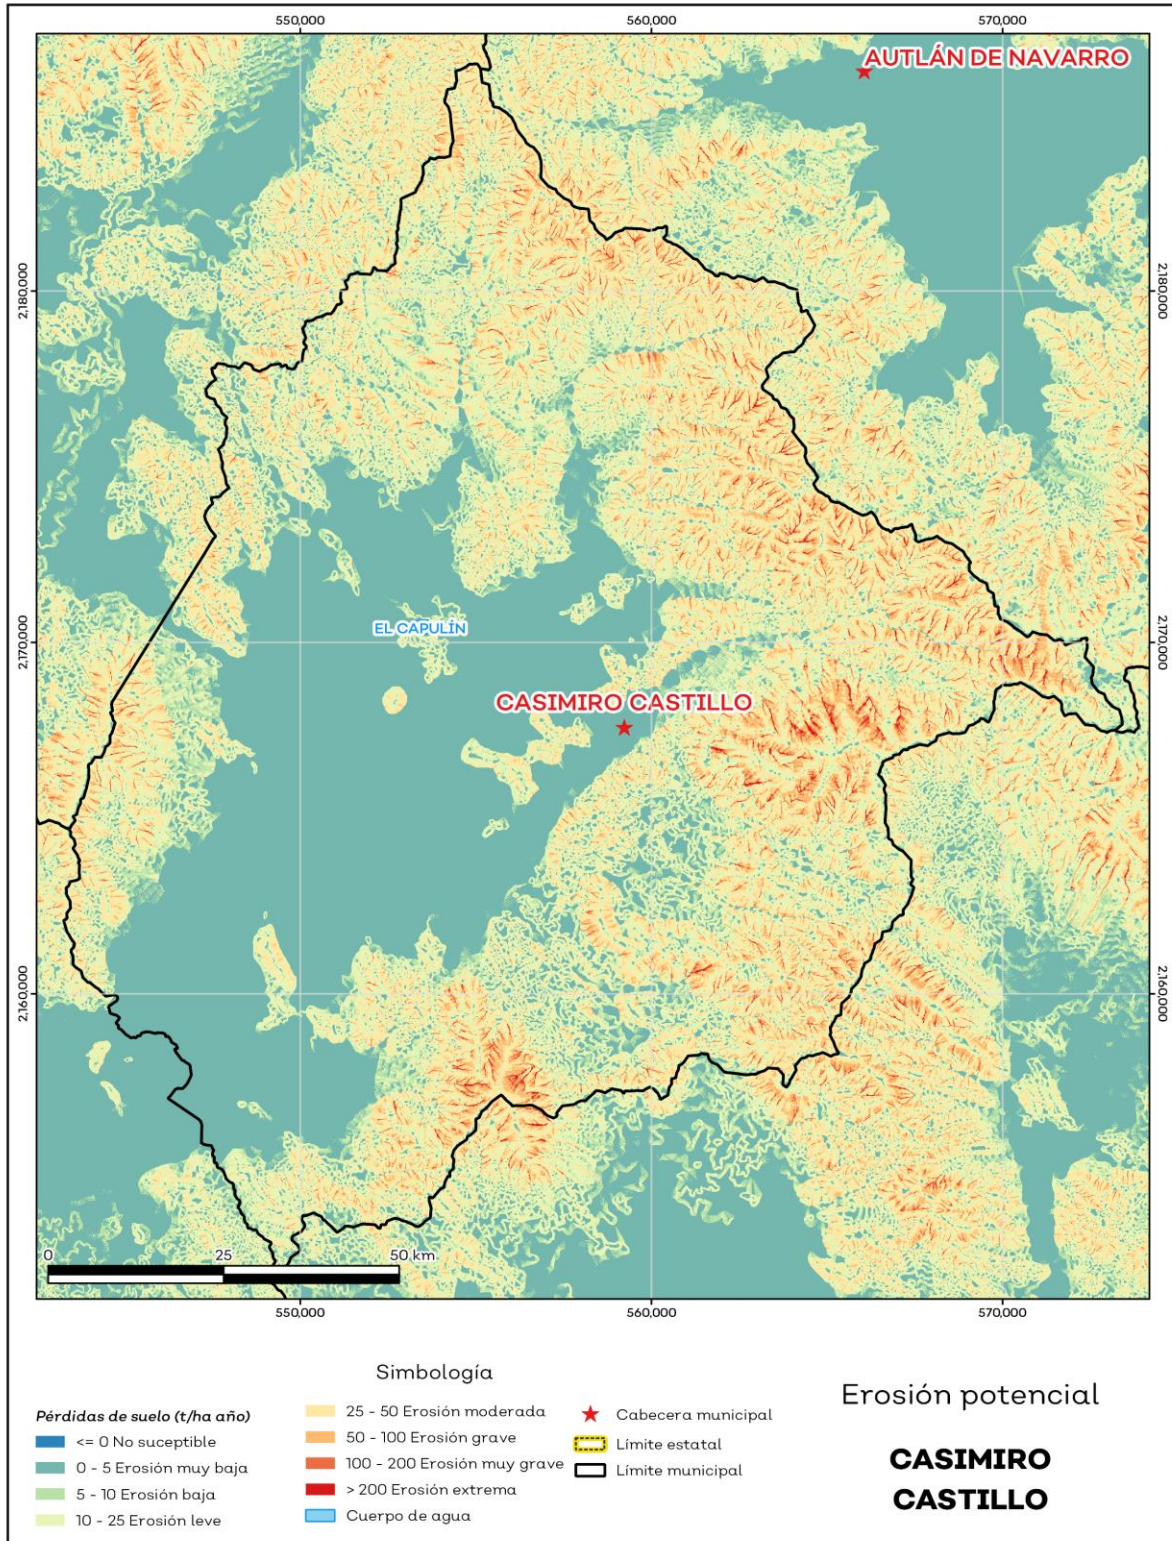 550,000
560,000
570,000
AUTLÁN DE NAVARRO
2,180,000
2,180,000
EL CAPULÍN
2,170,000
2,170,000
CASIMIRO CASTILLO
2,160,000
2,160,000
0
25
50 km
550,000
560,000
570,000
Simbología
Pérdidas de suelo (t/ha año)
<= 0 No suceptible
0 - 5 Erosión muy baja
5 - 10 Erosión baja
10 - 25 Erosión leve
25 - 50 Erosión moderada
50 - 100 Erosión grave
100 - 200 Erosión muy grave
> 200 Erosión extrema
Cuerpo de agua
Cabecera municipal
Límite estatal
Límite municipal
Erosión potencial
CASIMIRO
CASTILLO